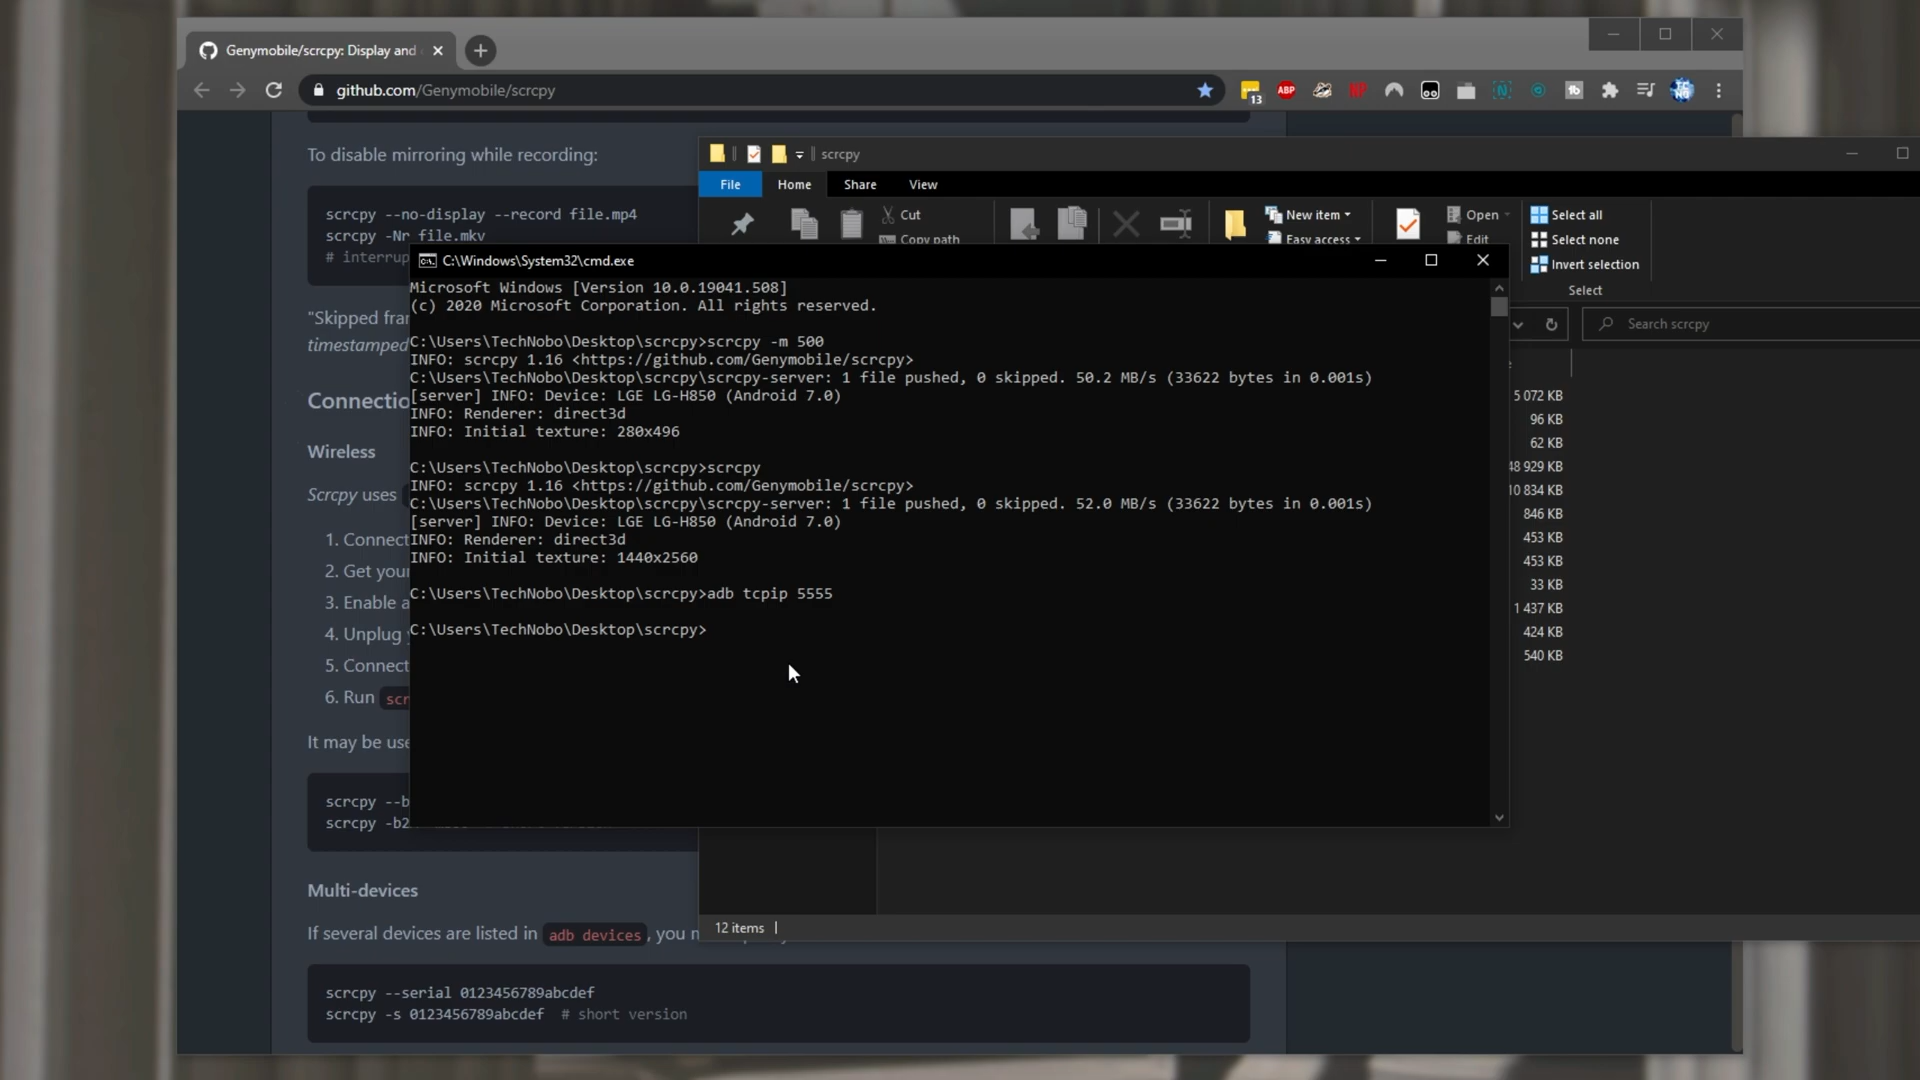 Genymobile/scrcpy: Display and
github.com/Genymobile/scrcpy
13
ABP
To disable mirroring while recording:
scrcpy --no-display --record file.mp4
scrcpy -Nr file.mkv
# interrup
"Skipped fra
timestamped
Connectio
Wireless
Scrcpy uses
1. Connect
2. Get you
3. Enable a
4. Unplug
5. Connect
6. Run scr
It may be use
scrcpy --b
scrcpy -b2
Multi-devices
If several devices are listed in adb devices, you
scrcpy --serial 0123456789abcdef
scrcpy -s 0123456789abcdef # short version
scrcpy
File Home Share View
Cut
Copy path
New item
Easy access
Open
Edit
Select all
Select none
Invert selection
Select
Search scrcpy
5 072 KB
96 KB
62 KB
48 929 KB
10 834 KB
846 KB
453 KB
453 KB
33 KB
1 437 KB
424 KB
540 KB
12 items
C:\Windows\System32\cmd.exe
Microsoft Windows [Version 10.0.19041.508]
(c) 2020 Microsoft Corporation. All rights reserved.
C:\Users\TechNobo\Desktop\scrcpy>scrcpy -m 500
INFO: scrcpy 1.16 <https://github.com/Genymobile/scrcpy>
C:\Users\TechNobo\Desktop\scrcpy\scrcpy-server: 1 file pushed, 0 skipped. 50.2 MB/s (33622 bytes in 0.001s)
[server] INFO: Device: LGE LG-H850 (Android 7.0)
INFO: Renderer: direct3d
INFO: Initial texture: 280x496
C:\Users\TechNobo\Desktop\scrcpy>scrcpy
INFO: scrcpy 1.16 <https://github.com/Genymobile/scrcpy>
C:\Users\TechNobo\Desktop\scrcpy\scrcpy-server: 1 file pushed, 0 skipped. 52.0 MB/s (33622 bytes in 0.001s)
[server] INFO: Device: LGE LG-H850 (Android 7.0)
INFO: Renderer: direct3d
INFO: Initial texture: 1440x2560
C:\Users\TechNobo\Desktop\scrcpy>adb tcpip 5555
C:\Users\TechNobo\Desktop\scrcpy>